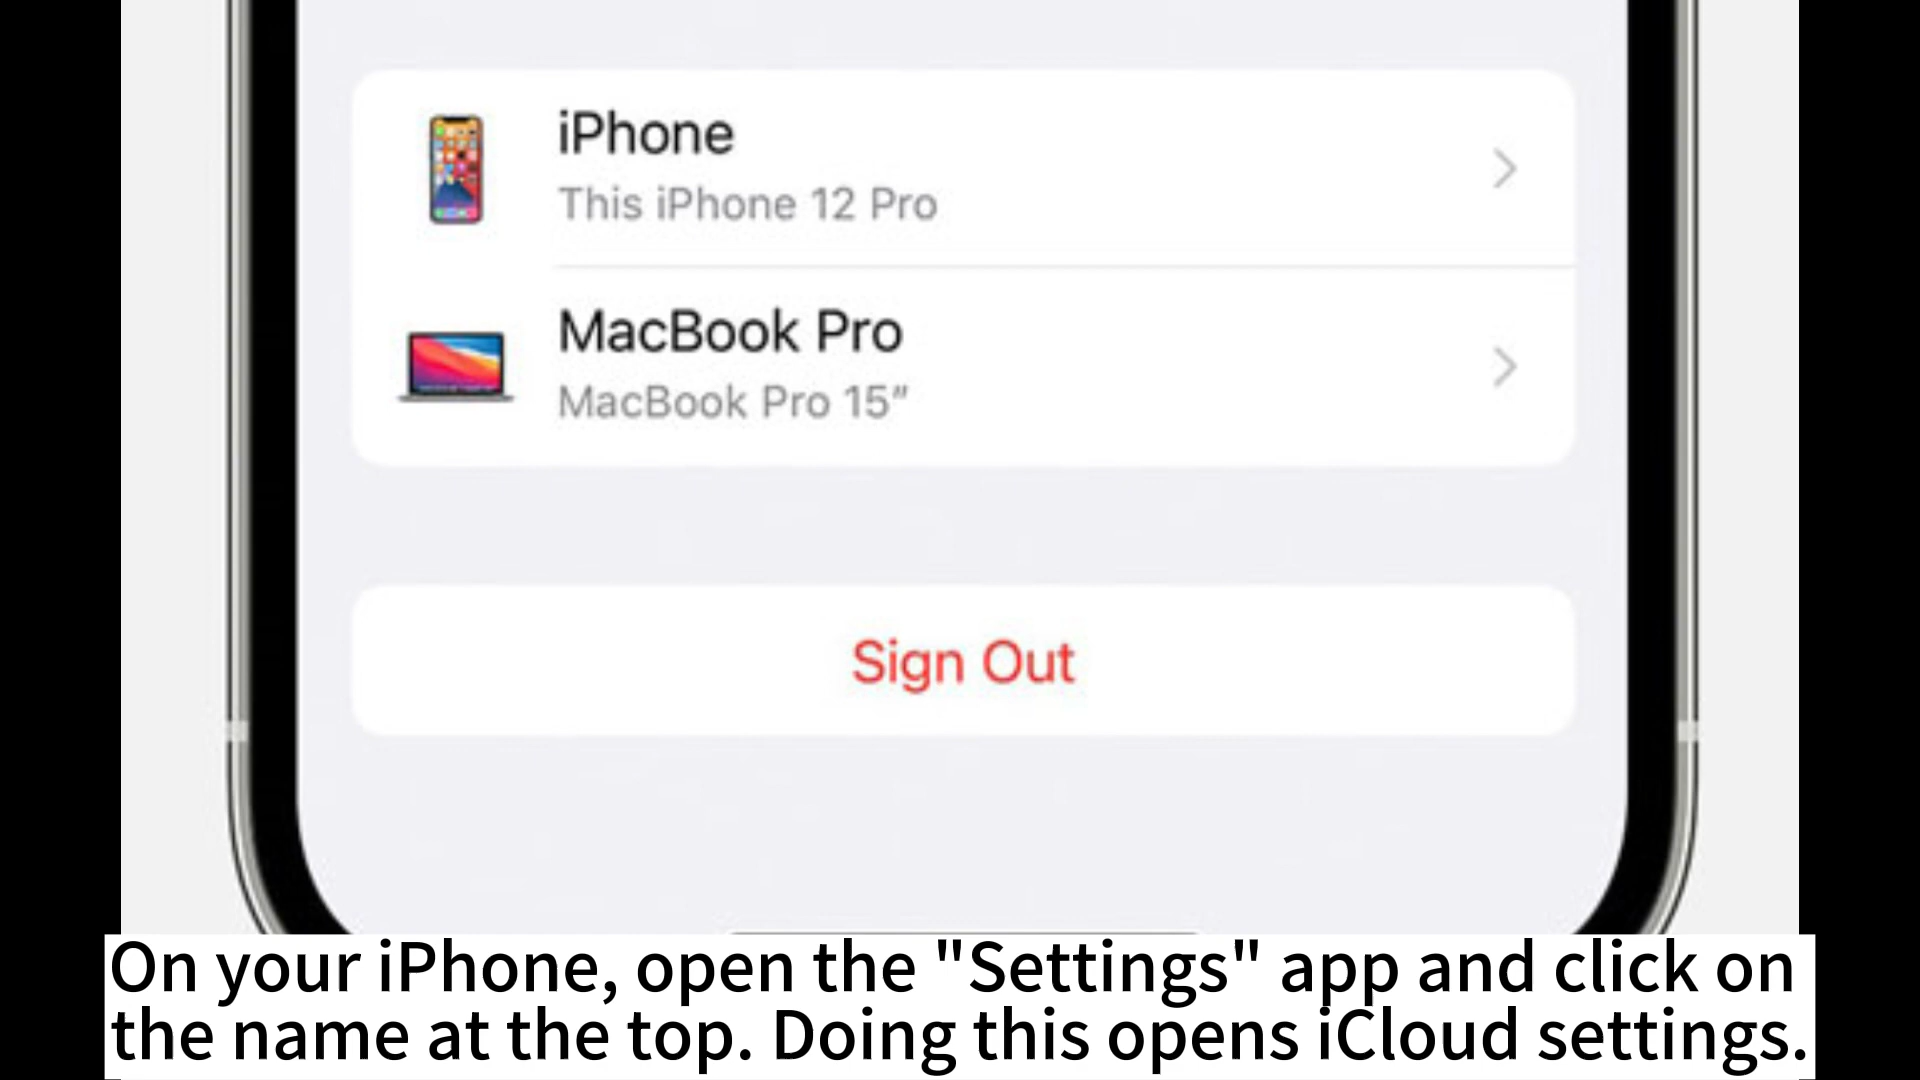 iPhone
This iPhone 12 Pro
MacBook Pro
MacBook Pro 15”
Sign Out
On your iPhone, open the "Settings" app and click on
the name at the top. Doing this opens iCloud settings.